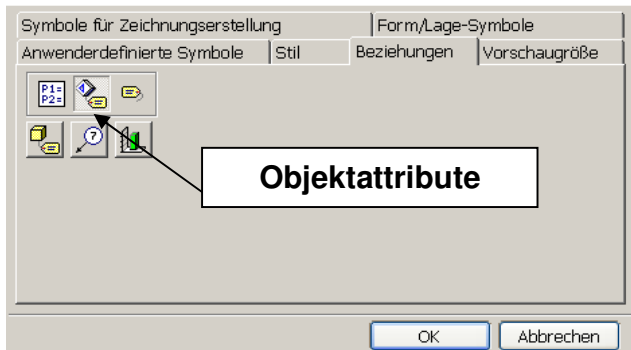 Symbole für Zeichnungserstellung Form/Lage-Symbole
Anwenderdefinierte Symbole Stil Beziehungen Vorschaugröße
P1=
P2=
?
Objektattribute
OK Abbrechen